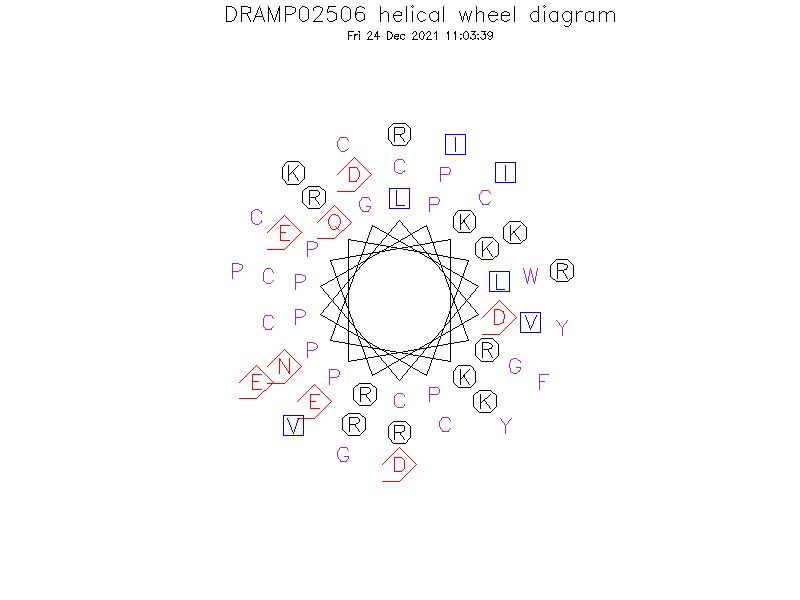 DRAMP02506 helical wheel diagram
Fri 24 Dec 2021 11:03:39
C R I
K D C P I
R G L P C
C Q K
E K
P K
P C P L W R
C P D V Y
P R
N G
E P K F
E R C P K
V R R C Y
G D